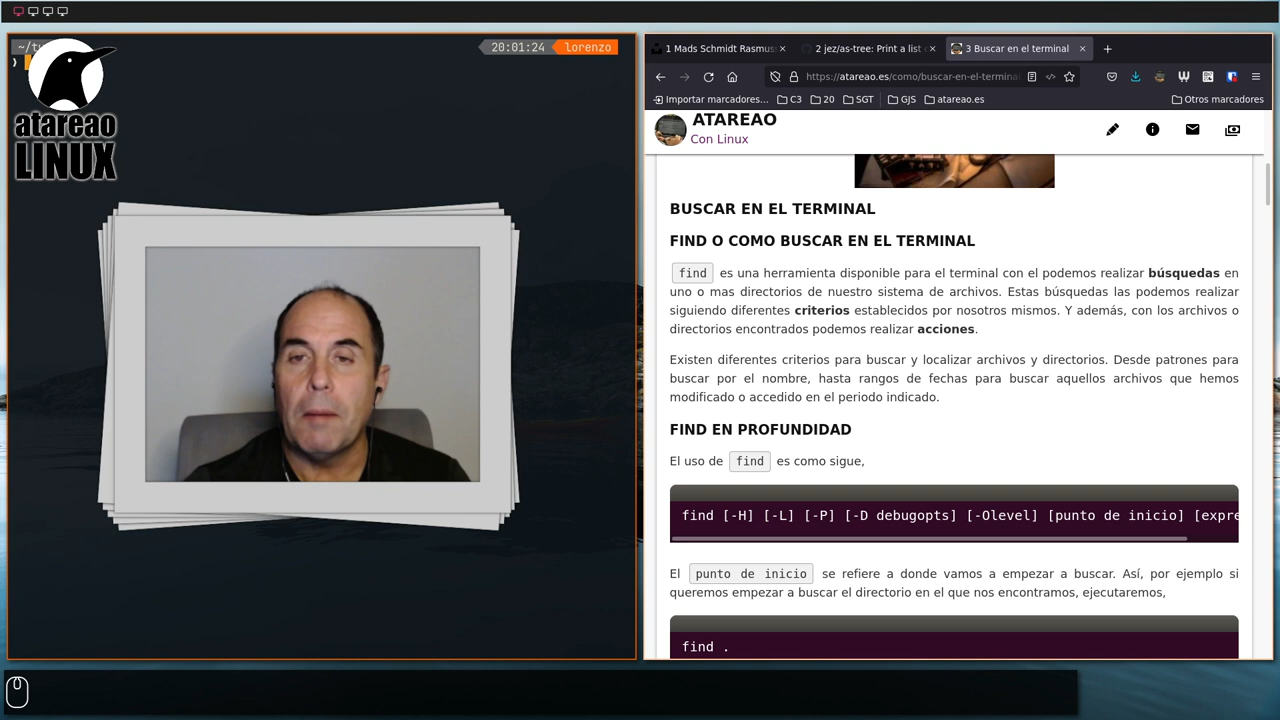 ~/
20:01:24
lorenzo
❯
atareao
LINUX
1 Mads Schmidt Rasmus
2 jez/as-tree: Print a list
3 Buscar en el terminal
https://atareao.es/como/buscar-en-el-termina
Importar marcadores...
C3
20
SGT
GJS
atareao.es
Otros marcadores
ATAREAO
Con Linux
BUSCAR EN EL TERMINAL
FIND O COMO BUSCAR EN EL TERMINAL
find es una herramienta disponible para el terminal con el podemos realizar búsquedas en
uno o mas directorios de nuestro sistema de archivos. Estas búsquedas las podemos realizar
siguiendo diferentes criterios establecidos por nosotros mismos. Y además, con los archivos o
directorios encontrados podemos realizar acciones.
Existen diferentes criterios para buscar y localizar archivos y directorios. Desde patrones para
buscar por el nombre, hasta rangos de fechas para buscar aquellos archivos que hemos
modificado o accedido en el periodo indicado.
FIND EN PROFUNDIDAD
El uso de find es como sigue,
find [-H] [-L] [-P] [-D debugopts] [-Olevel] [punto de inicio] [expre
El punto de inicio se refiere a donde vamos a empezar a buscar. Así, por ejemplo si
queremos empezar a buscar el directorio en el que nos encontramos, ejecutaremos,
find .